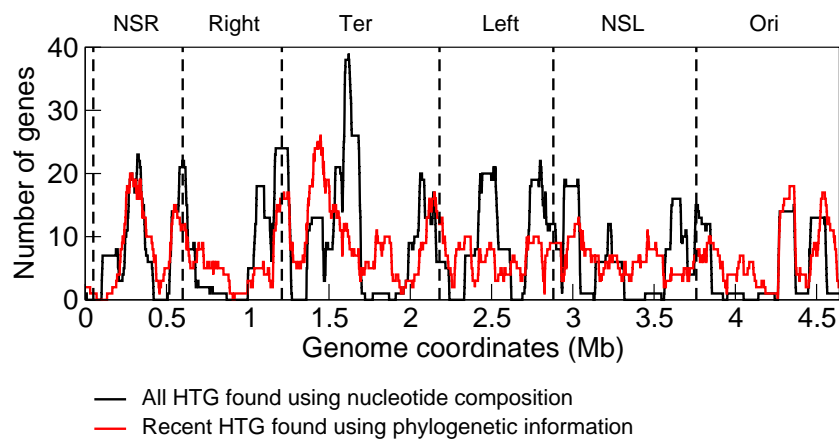 NSR Right Ter Left NSL Ori
40
30
20
10
0
Number of genes
0 0.5 1 1.5 2 2.5 3 3.5 4 4.5
Genome coordinates (Mb)
All HTG found using nucleotide composition
Recent HTG found using phylogenetic information